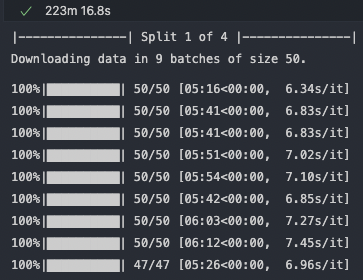 ✓ 223m 16.8s
|---------------| Split 1 of 4 |---------------|
Downloading data in 9 batches of size 50.
100%|██████████| 50/50 [05:16<00:00,  6.34s/it]
100%|██████████| 50/50 [05:41<00:00,  6.83s/it]
100%|██████████| 50/50 [05:41<00:00,  6.83s/it]
100%|██████████| 50/50 [05:51<00:00,  7.02s/it]
100%|██████████| 50/50 [05:54<00:00,  7.10s/it]
100%|██████████| 50/50 [05:42<00:00,  6.85s/it]
100%|██████████| 50/50 [06:03<00:00,  7.27s/it]
100%|██████████| 50/50 [06:12<00:00,  7.45s/it]
100%|██████████| 47/47 [05:26<00:00,  6.96s/it]